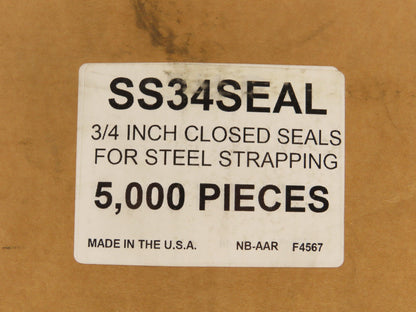 SS34SEAL
3/4 INCH CLOSED SEALS
FOR STEEL STRAPPING
5,000 PIECES
MADE IN THE U.S.A. NB-AAR F4567